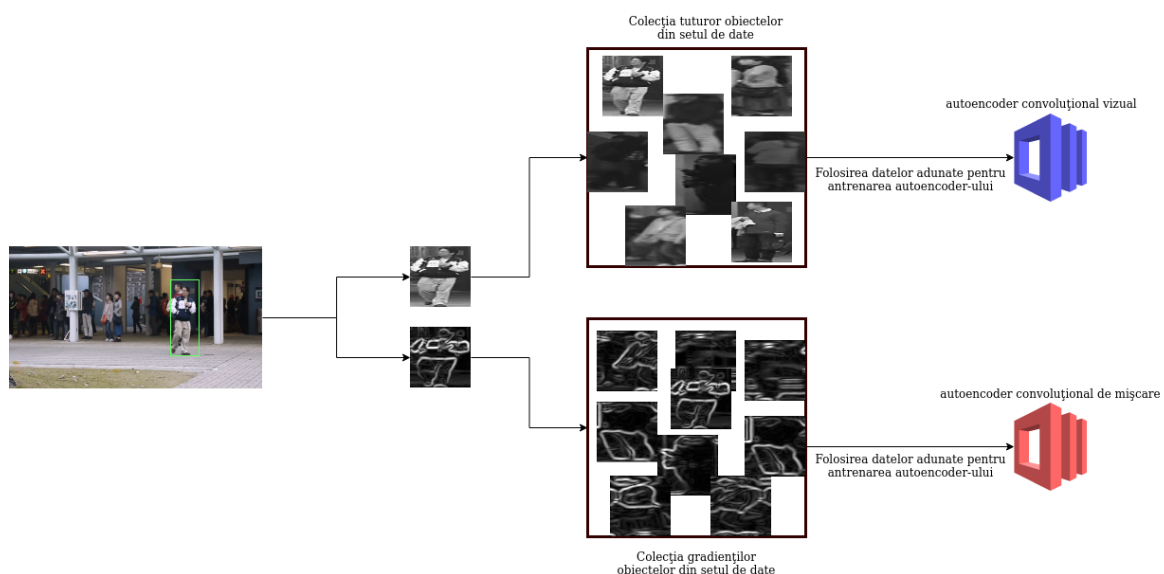 Colecția tuturor obiectelor
din setul de date
autoencoder convoluțional vizual
Folosirea datelor adunate pentru
antrenarea autoencoder-ului
autoencoder convoluțional de mișcare
Folosirea datelor adunate pentru
antrenarea autoencoder-ului
Colecția gradienților
obiectelor din setul de date